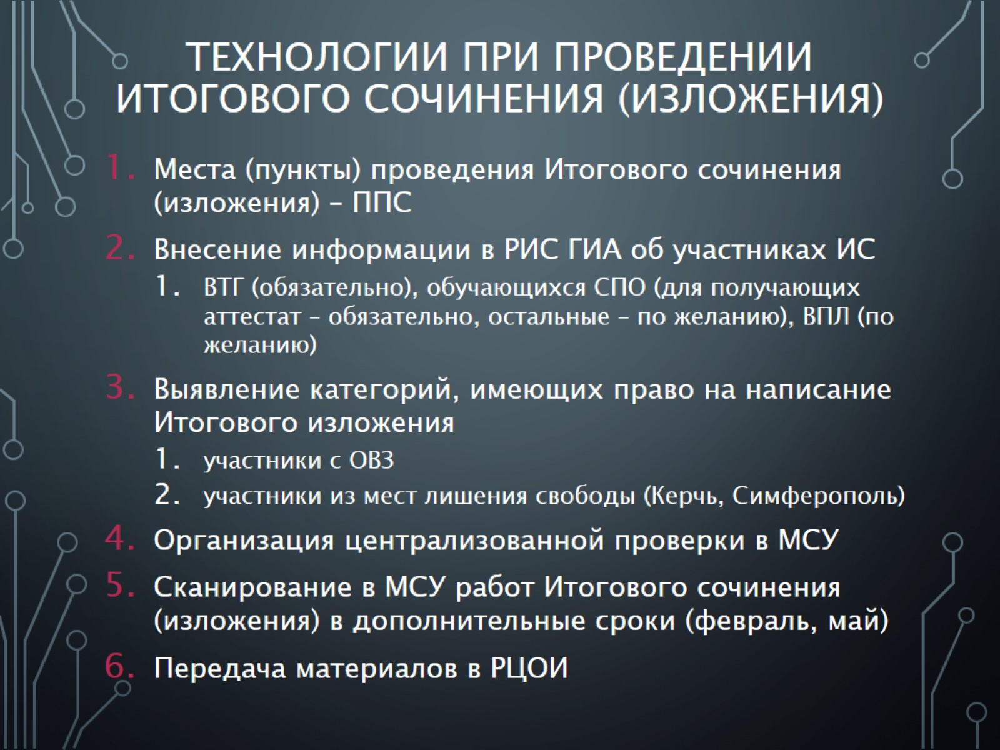 ТЕХНОЛОГИИ ПРИ ПРОВЕДЕНИИ
ИТОГОВОГО СОЧИНЕНИЯ (ИЗЛОЖЕНИЯ)
1. Места (пункты) проведения Итогового сочинения
(изложения) – ППС
2. Внесение информации в РИС ГИА об участниках ИС
1. ВТГ (обязательно), обучающихся СПО (для получающих
аттестат – обязательно, остальные – по желанию), ВПЛ (по
желанию)
3. Выявление категорий, имеющих право на написание
Итогового изложения
1. участники с ОВЗ
2. участники из мест лишения свободы (Керчь, Симферополь)
4. Организация централизованной проверки в МСУ
5. Сканирование в МСУ работ Итогового сочинения
(изложения) в дополнительные сроки (февраль, май)
6. Передача материалов в РЦОИ